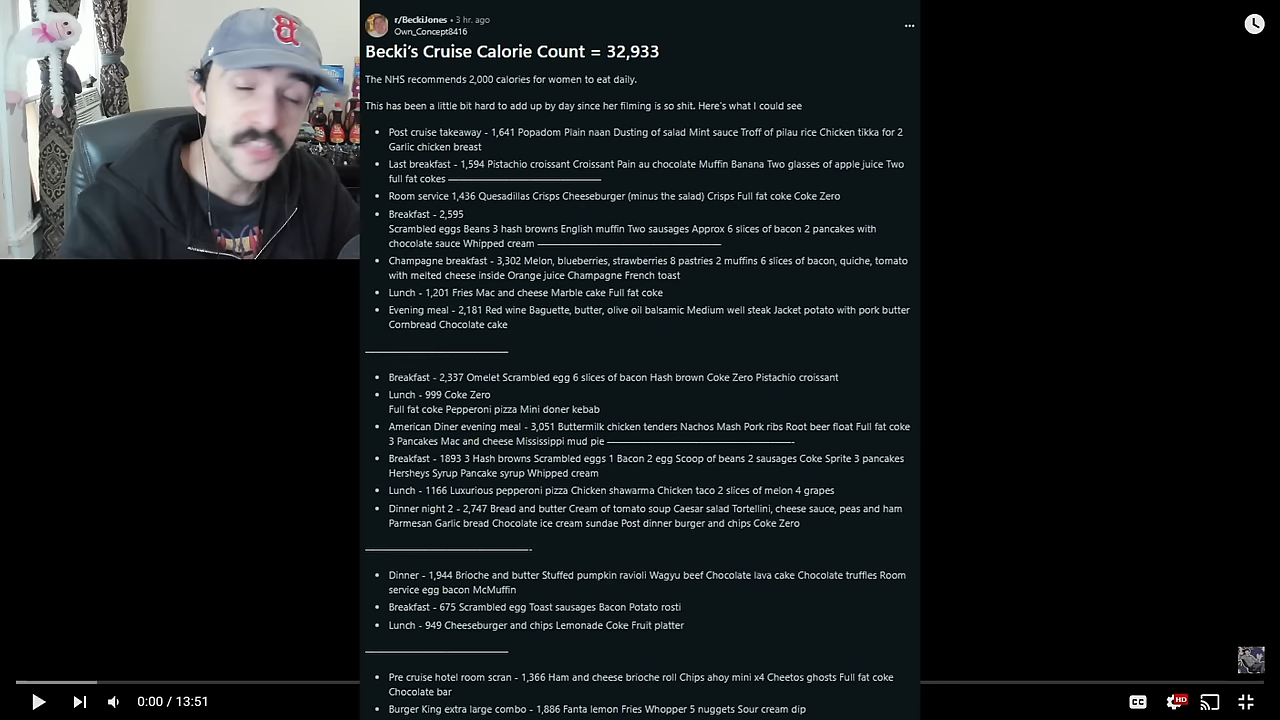 r/BeckiJones • 3 hr. ago
Own_Concept8416
Becki's Cruise Calorie Count = 32,933
The NHS recommends 2,000 calories for women to eat daily.
This has been a little bit hard to add up by day since her filming is so shit. Here's what I could see
• Post cruise takeaway - 1,641 Popadom Plain naan Dusting of salad Mint sauce Troff of pilau rice Chicken tikka for 2
Garlic chicken breast
• Last breakfast - 1,594 Pistachio croissant Croissant Pain au chocolate Muffin Banana Two glasses of apple juice Two
full fat cokes —————————————
• Room service 1,436 Quesadillas Crisps Cheeseburger (minus the salad) Crisps Full fat coke Coke Zero
• Breakfast - 2,595
Scrambled eggs Beans 3 hash browns English muffin Two sausages Approx 6 slices of bacon 2 pancakes with
chocolate sauce Whipped cream ————————————————
• Champagne breakfast - 3,302 Melon, blueberries, strawberries 8 pastries 2 muffins 6 slices of bacon, quiche, tomato
with melted cheese inside Orange juice Champagne French toast
• Lunch - 1,201 Fries Mac and cheese Marble cake Full fat coke
• Evening meal - 2,181 Red wine Baguette, butter, olive oil balsamic Medium well steak Jacket potato with pork butter
Cornbread Chocolate cake
————————————
• Breakfast - 2,337 Omelet Scrambled egg 6 slices of bacon Hash brown Coke Zero Pistachio croissant
• Lunch - 999 Coke Zero
Full fat coke Pepperoni pizza Mini doner kebab
• American Diner evening meal - 3,051 Buttermilk chicken tenders Nachos Mash Pork ribs Root beer float Full fat coke
3 Pancakes Mac and cheese Mississippi mud pie ————————————————-
• Breakfast - 1893 3 Hash browns Scrambled eggs 1 Bacon 2 egg Scoop of beans 2 sausages Coke Sprite 3 pancakes
Hersheys Syrup Pancake syrup Whipped cream
• Lunch - 1166 Luxurious pepperoni pizza Chicken shawarma Chicken taco 2 slices of melon 4 grapes
• Dinner night 2 - 2,747 Bread and butter Cream of tomato soup Caesar salad Tortellini, cheese sauce, peas and ham
Parmesan Garlic bread Chocolate ice cream sundae Post dinner burger and chips Coke Zero
——————————————-
• Dinner - 1,944 Brioche and butter Stuffed pumpkin ravioli Wagyu beef Chocolate lava cake Chocolate truffles Room
service egg bacon McMuffin
• Breakfast - 675 Scrambled egg Toast sausages Bacon Potato rosti
• Lunch - 949 Cheeseburger and chips Lemonade Coke Fruit platter
————————————
• Pre cruise hotel room scran - 1,366 Ham and cheese brioche roll Chips ahoy mini x4 Cheetos ghosts Full fat coke
Chocolate bar
• Burger King extra large combo - 1,886 Fanta lemon Fries Whopper 5 nuggets Sour cream dip
0:00 / 13:51
CC
HD